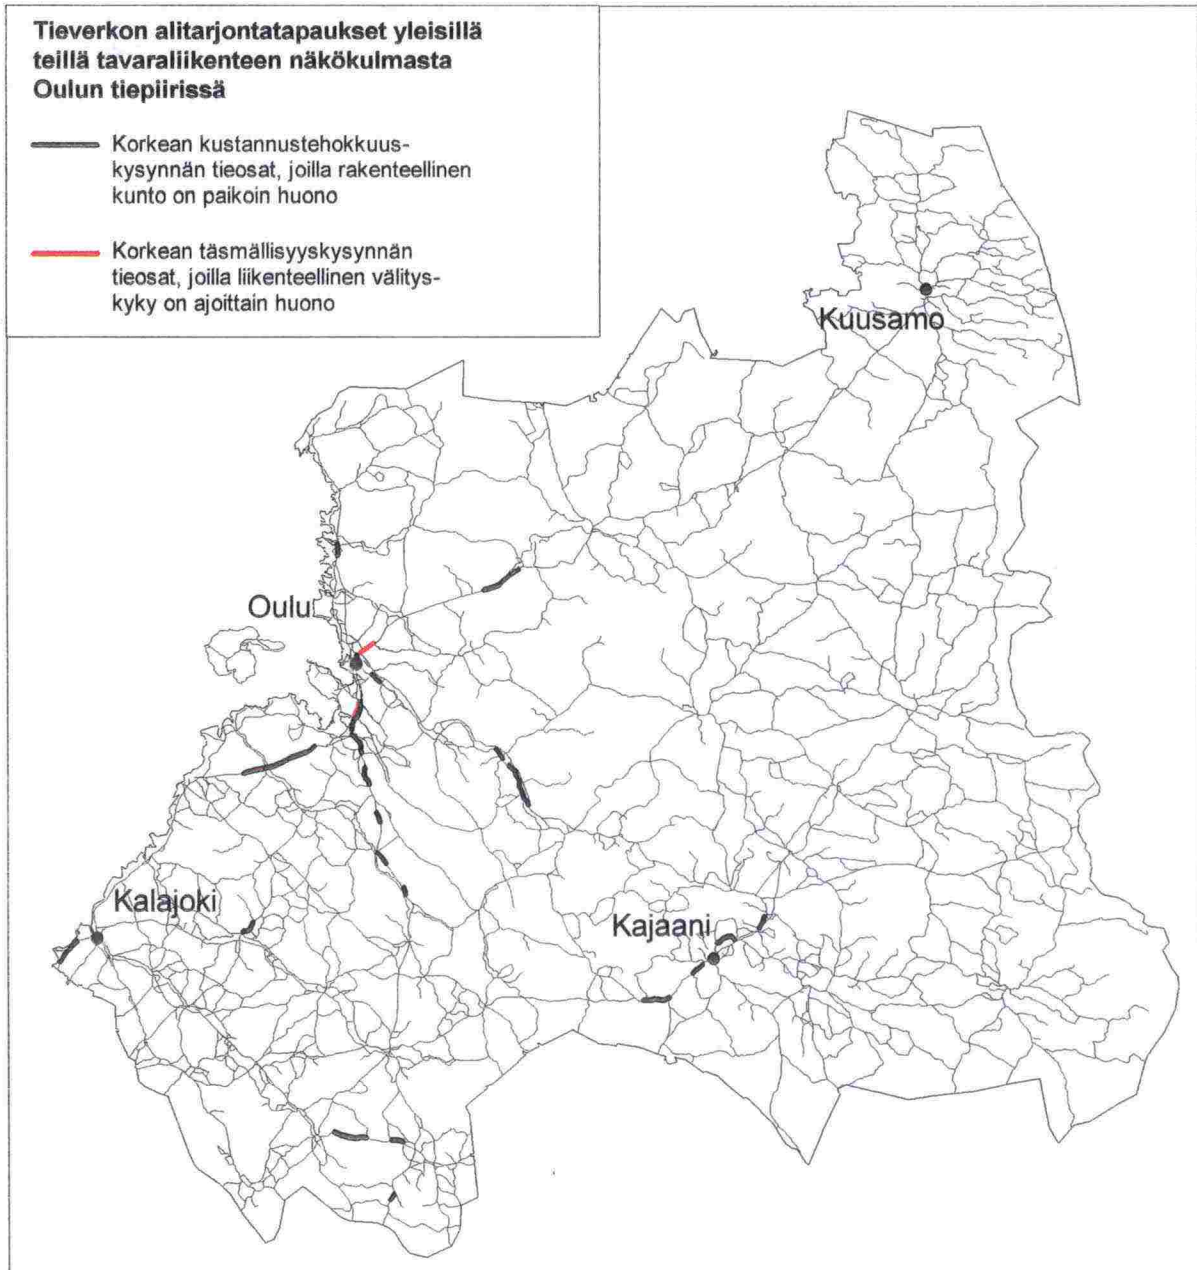 Tieverkon alitarjontatapaukset yleisillä
teillä tavaraliikenteen näkökulmasta
Oulun tiepiirissä
Korkean kustannustehokkuus-
kysynnän tieosat, joilla rakenteellinen
kunto on paikoin huono
Korkean täsmällisyyskysynnän
tieosat, joilla liikenteellinen välitys-
kyky on ajoittain huono
Kuusamo
Oulu
Kalajoki
Kajaani